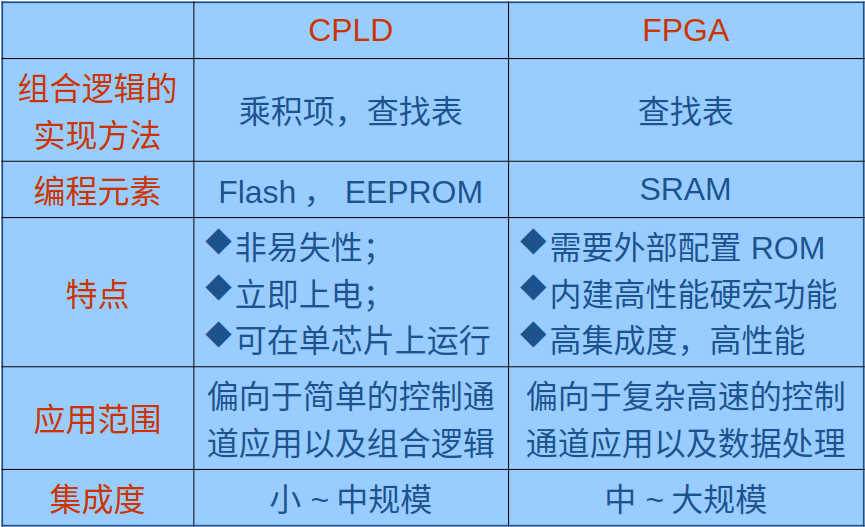 CPLD
FPGA
组合逻辑的
实现方法
乘积项，查找表
查找表
编程元素
Flash ， EEPROM
SRAM
特点
◆非易失性；
◆立即上电；
◆可在单芯片上运行
◆需要外部配置 ROM
◆内建高性能硬宏功能
◆高集成度，高性能
应用范围
偏向于简单的控制通
道应用以及组合逻辑
偏向于复杂高速的控制
通道应用以及数据处理
集成度
小 ~ 中规模
中 ~ 大规模